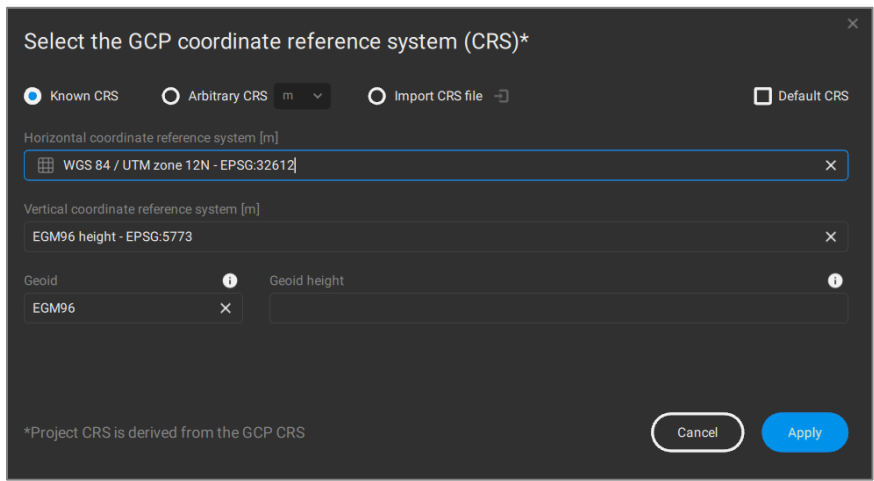 Select the GCP coordinate reference system (CRS)*
Known CRS Arbitrary CRS m Import CRS file Default CRS
Horizontal coordinate reference system [m]
WGS 84 / UTM zone 12N - EPSG:32612
Vertical coordinate reference system [m]
EGM96 height - EPSG:5773
Geoid Geoid height
EGM96
*Project CRS is derived from the GCP CRS
Cancel Apply